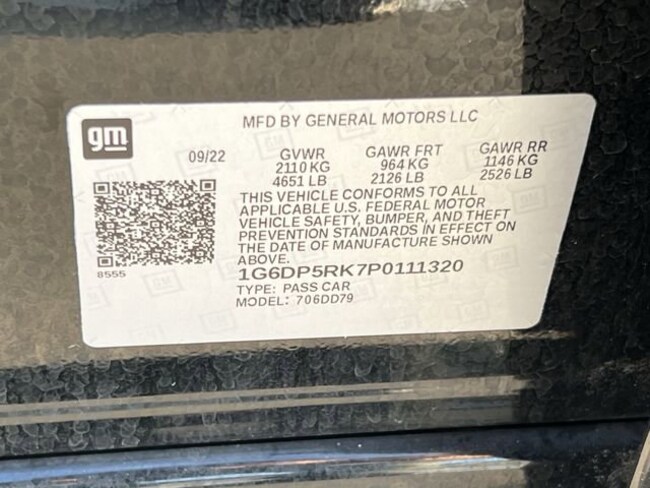 gm
MFD BY GENERAL MOTORS LLC
09/22 GVWR GAWR FRT GAWR RR
2110 KG 964 KG 1146 KG
4651 LB 2126 LB 2526 LB
THIS VEHICLE CONFORMS TO ALL
APPLICABLE U.S. FEDERAL MOTOR
VEHICLE SAFETY, BUMPER, AND THEFT
PREVENTION STANDARDS IN EFFECT ON
THE DATE OF MANUFACTURE SHOWN
ABOVE.
8555
1G6DP5RK7P0111320
TYPE: PASS CAR
MODEL: 706DD79